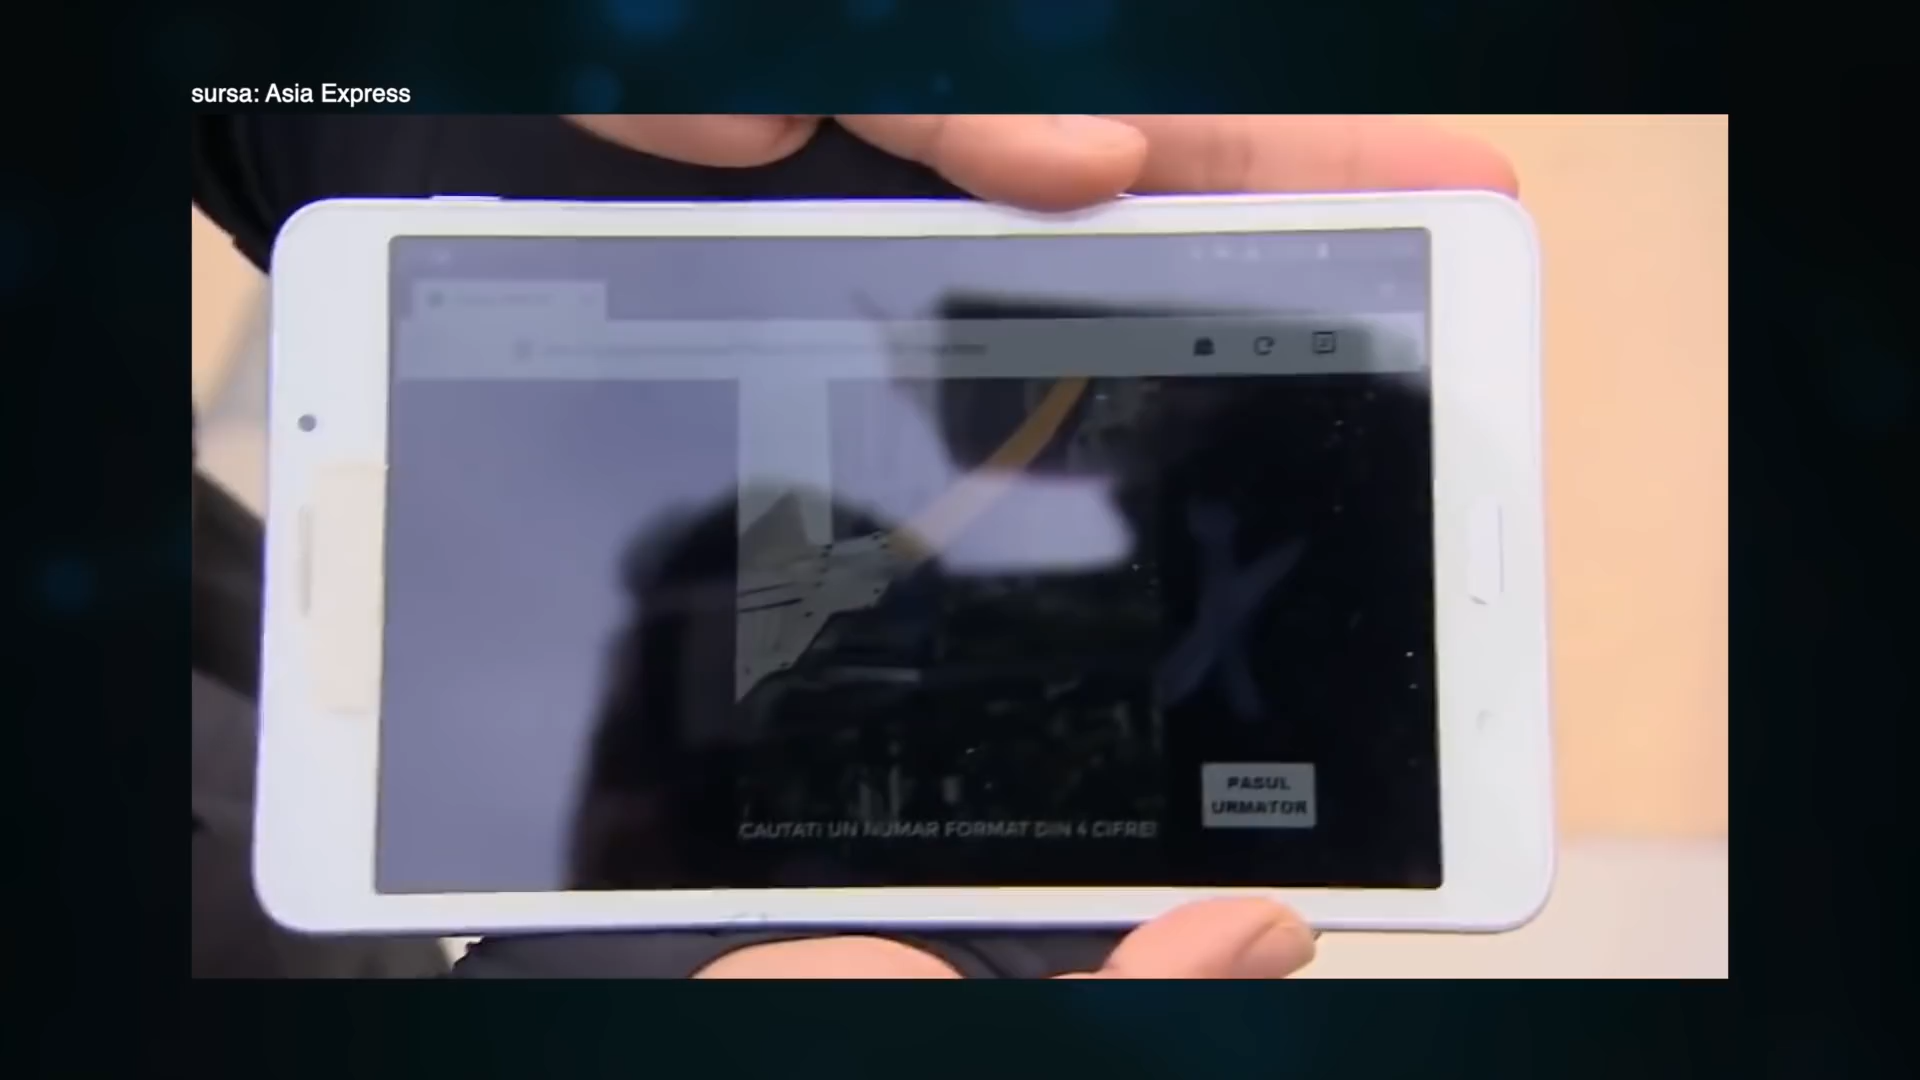 sursa: Asia Express
CAUTATI UN NUMAR FORMAT DIN 4 CIFRE!
PASUL
URMATOR